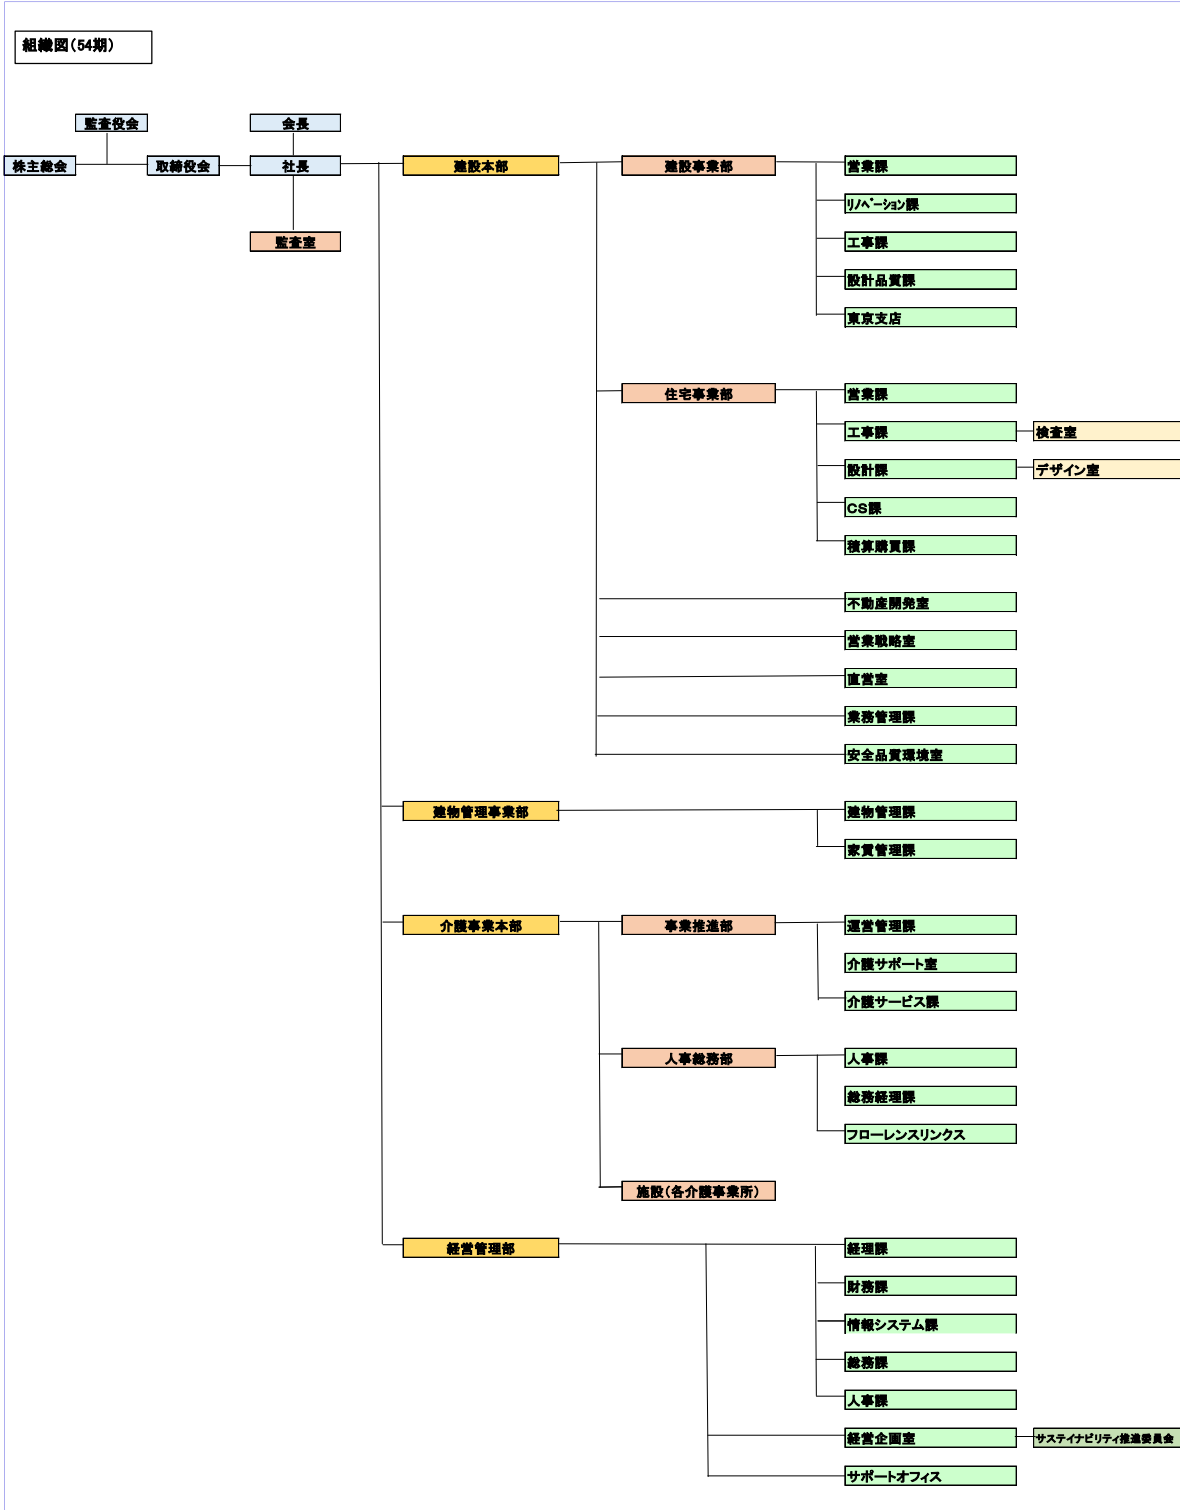 組織図(54期)
監査役会
会長
株主総会
取締役会
社長
建設本部
建設事業部
営業課
リノベーション課
監査室
工事課
設計品質課
東京支店
住宅事業部
営業課
工事課
検査室
設計課
デザイン室
CS課
積算購買課
不動産開発室
営業戦略室
直営室
業務管理課
安全品質環境室
建物管理事業部
建物管理課
家賃管理課
介護事業本部
事業推進部
運営管理課
介護サポート室
介護サービス課
人事総務部
人事課
総務経理課
フローレンスリンクス
施設(各介護事業所)
経営管理部
経理課
財務課
情報システム課
総務課
人事課
経営企画室
サステイナビリティ推進委員会
サポートオフィス